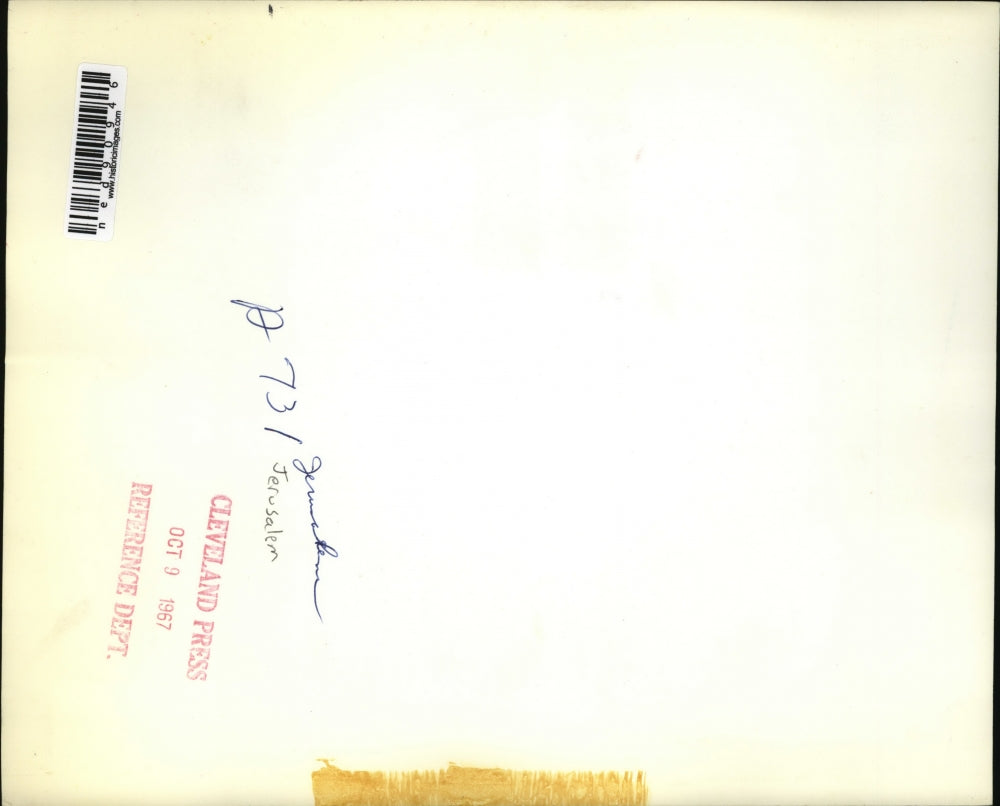 ned90946
www.historicimages.com
A 731
Jerusalem
Jerusalem
CLEVELAND PRESS
OCT 9 1967
REFERENCE DEPT.